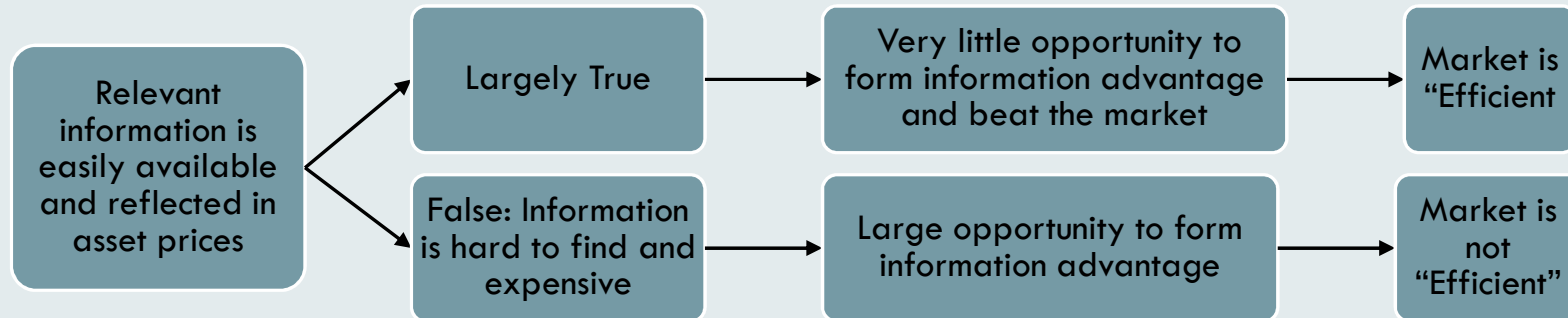 Relevant
information is
easily available
and reflected in
asset prices
Largely True
Very little opportunity to
form information advantage
and beat the market
Market is
“Efficient
False: Information
is hard to find and
expensive
Large opportunity to form
information advantage
Market is
not
“Efficient”